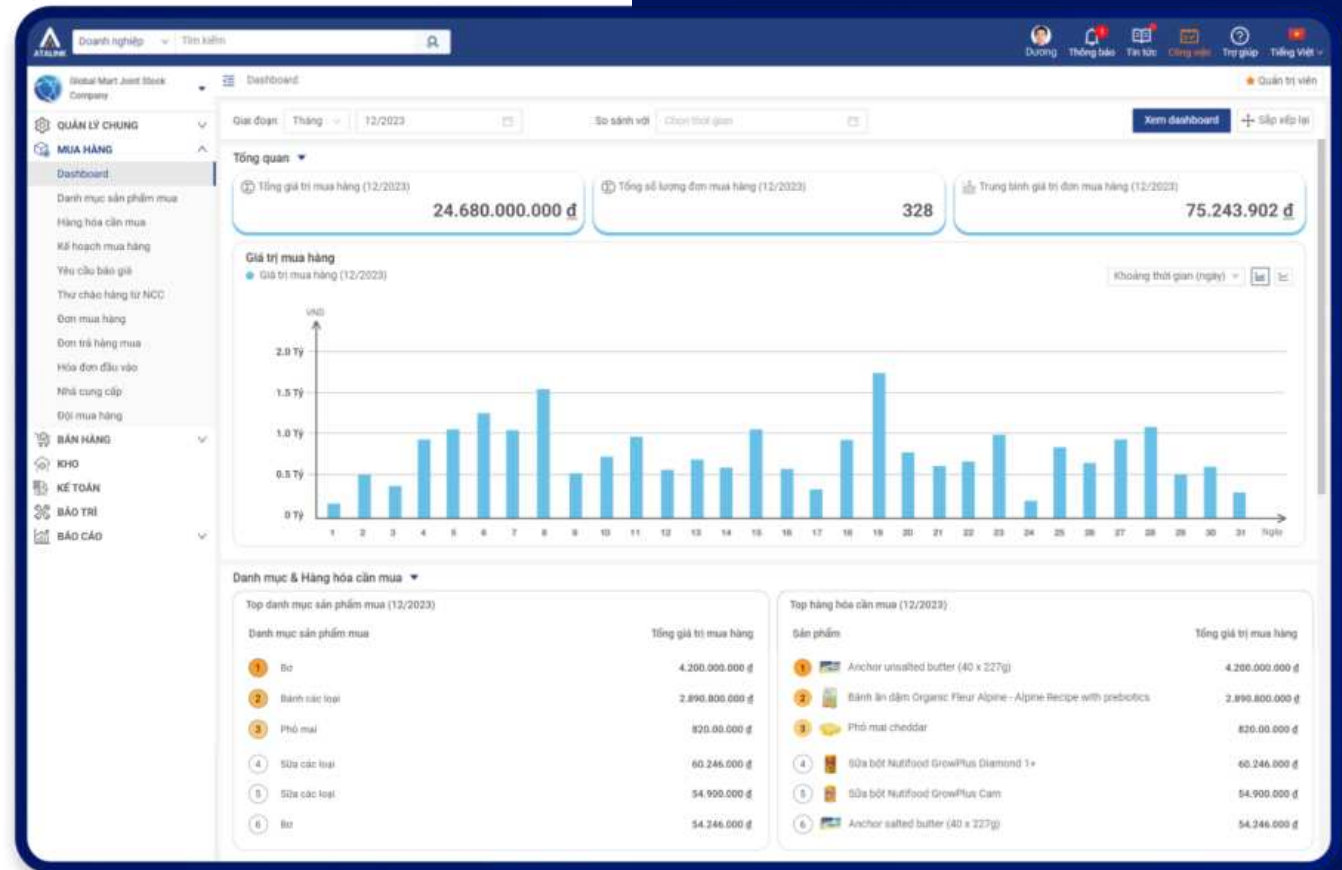 ATALINK
Doanh nghiệp
Tìm kiếm
Dương
Thông báo
Tin tức
Công việc
Trợ giúp
Tiếng Việt
Global Mart Joint Stock
Company
Dashboard
Quản trị viên
QUẢN LÝ CHUNG
MUA HÀNG
Dashboard
Danh mục sản phẩm mua
Hàng hóa cần mua
Kế hoạch mua hàng
Yêu cầu báo giá
Thư chào hàng từ NCC
Đơn mua hàng
Đơn trả hàng mua
Hóa đơn đầu vào
Nhà cung cấp
Đội mua hàng
BÁN HÀNG
KHO
KẾ TOÁN
BẢO TRÌ
BÁO CÁO
Giai đoạn Tháng 12/2023 So sánh với Chọn thời gian Xem dashboard Sắp xếp lại
Tổng quan
Tổng giá trị mua hàng (12/2023)
24.680.000.000 đ
Tổng số lượng đơn mua hàng (12/2023)
328
Trung bình giá trị đơn mua hàng (12/2023)
75.243.902 đ
Giá trị mua hàng
Giá trị mua hàng (12/2023)
Khoảng thời gian (ngày)
VND
2.0 Tỷ
1.5 Tỷ
1.0 Tỷ
0.5 Tỷ
0 Tỷ
1 2 3 4 5 6 7 8 9 10 11 12 13 14 15 16 17 18 19 20 21 22 23 24 25 26 27 28 29 30 31 Ngày
Danh mục & Hàng hóa cần mua
Top danh mục sản phẩm mua (12/2023)
Danh mục sản phẩm mua Tổng giá trị mua hàng
1 Bơ 4.200.000.000 đ
2 Bánh các loại 2.890.800.000 đ
3 Phô mai 820.00.000 đ
4 Sữa các loại 60.246.000 đ
5 Sữa các loại 54.900.000 đ
6 Bơ 54.246.000 đ
Top hàng hóa cần mua (12/2023)
Sản phẩm Tổng giá trị mua hàng
1 Anchor unsalted butter (40 x 227g) 4.200.000.000 đ
2 Bánh ăn dặm Organic Fleur Alpine - Alpine Recipe with prebiotics 2.890.800.000 đ
3 Phô mai cheddar 820.00.000 đ
4 Sữa bột Nutifood GrowPlus Diamond 1+ 60.246.000 đ
5 Sữa bột Nutifood GrowPlus Cam 54.900.000 đ
6 Anchor salted butter (40 x 227g) 54.246.000 đ